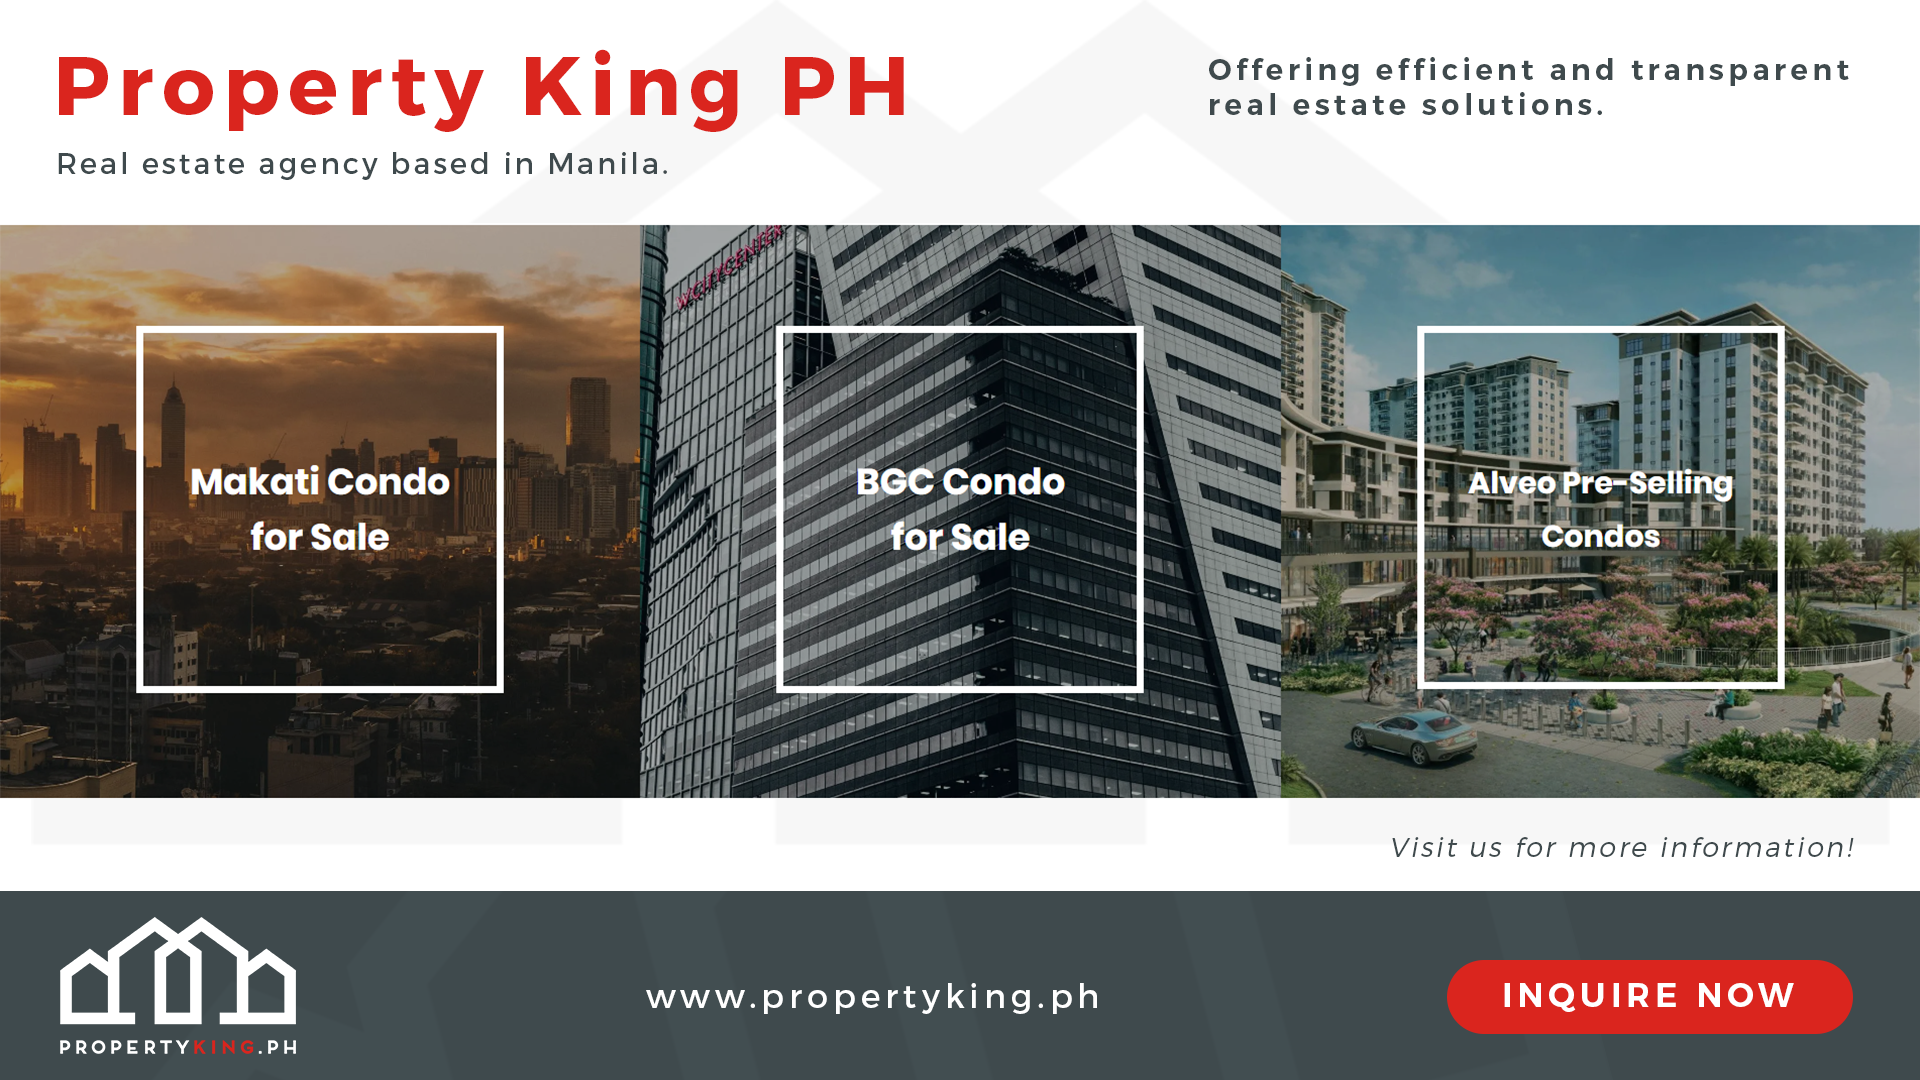 Property King PH
Real estate agency based in Manila.
Offering efficient and transparent
real estate solutions.
WCITYCENTER
Makati Condo
for Sale
BGC Condo
for Sale
Alveo Pre-Selling
Condos
Visit us for more information!
PROPERTYKING.PH
www.propertyking.ph
INQUIRE NOW